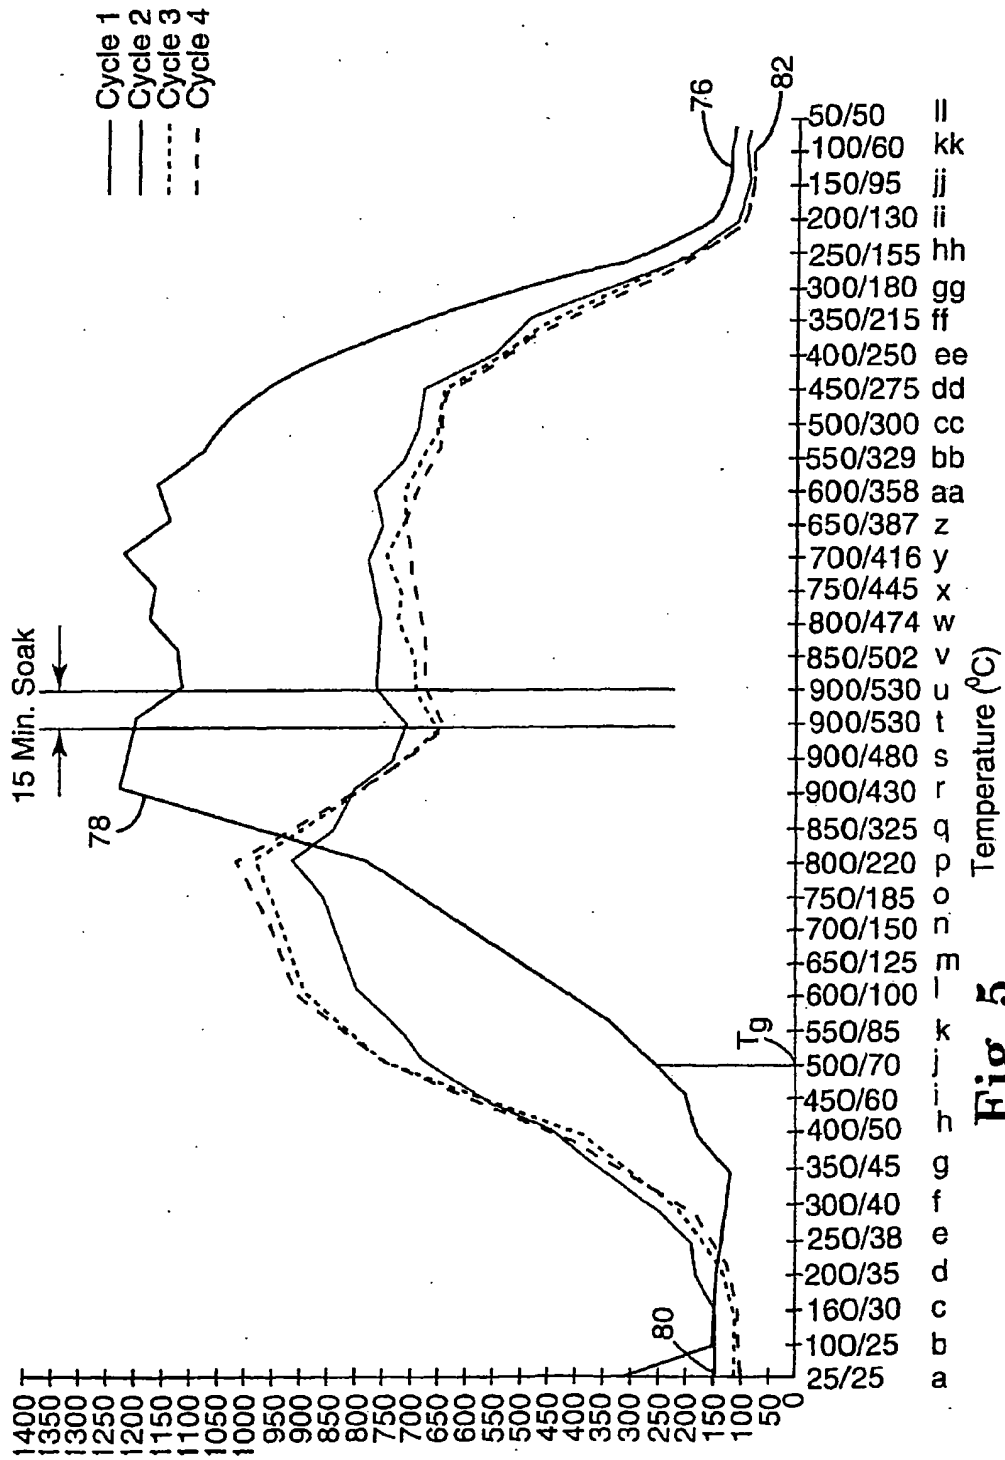 Cycle 1
Cycle 2
Cycle 3
Cycle 4
15 Min. Soak
78
76
82
80
Tg
1400
1350
1300
1250
1200
1150
1100
1050
1000
950
900
850
800
750
700
650
600
550
500
450
400
350
300
250
200
150
100
50
0
25/25 a
100/25 b
160/30 c
200/35 d
250/38 e
300/40 f
350/45 g
400/50 h
450/60 i
500/70 j
550/85 k
600/100 l
650/125 m
700/150 n
750/185 o
800/220 p
850/325 q
900/430 r
900/480 s
900/530 t
900/530 u
850/502 v
800/474 w
750/445 x
700/416 y
650/387 z
600/358 aa
550/329 bb
500/300 cc
450/275 dd
400/250 ee
350/215 ff
300/180 gg
250/155 hh
200/130 ii
150/95 jj
100/60 kk
50/50 ll
Temperature (⁰C)
Fig. 5